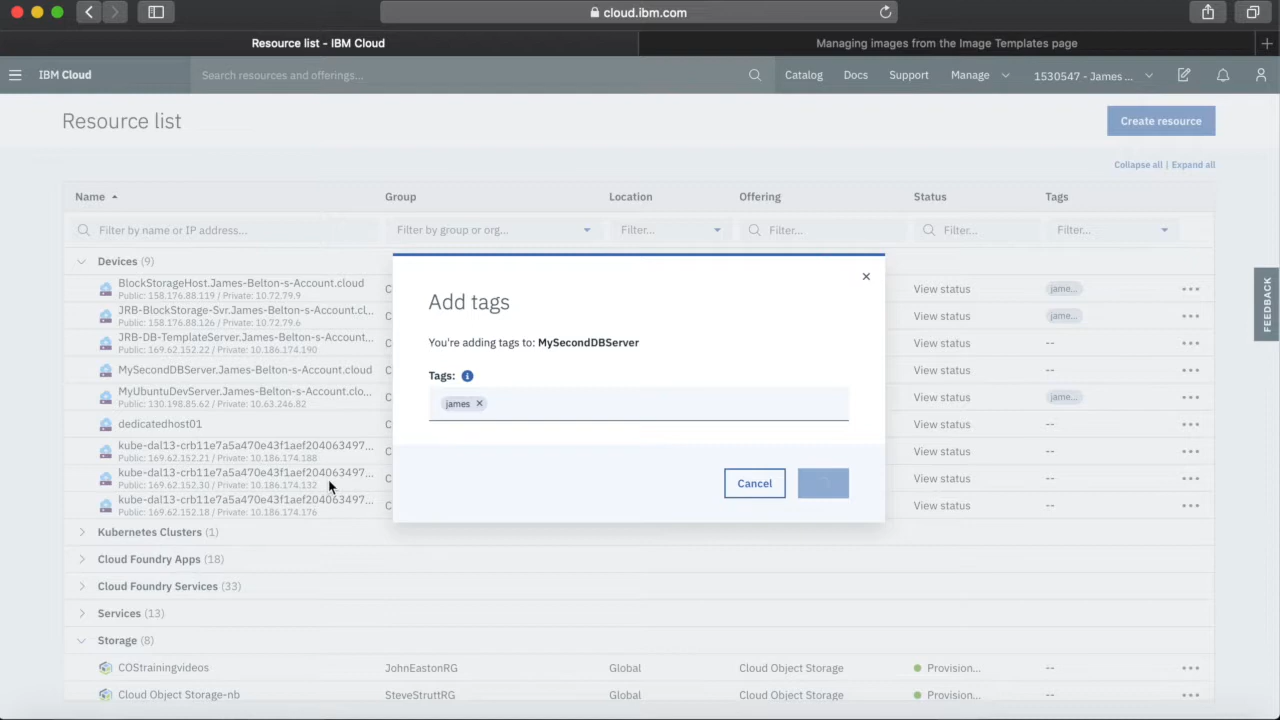 cloud.ibm.com
Resource list - IBM Cloud
Managing images from the Image Templates page
IBM Cloud
Search resources and offerings...
Catalog
Docs
Support
Manage
1530547 - James ...
Resource list
Create resource
Collapse all | Expand all
Name
Group
Location
Offering
Status
Tags
Filter by name or IP address...
Filter by group or org...
Filter...
Filter...
Filter...
Filter...
Devices (9)
BlockStorageHost.James-Belton-s-Account.cloud
Public: 158.176.88.119 / Private: 10.72.79.9
View status
jame...
JRB-BlockStorage-Svr.James-Belton-s-Account.cl...
Public: 158.176.88.126 / Private: 10.72.79.6
View status
jame...
JRB-DB-TemplateServer.James-Belton-s-Account...
Public: 169.62.152.22 / Private: 10.186.174.190
View status
--
MySecondDBServer.James-Belton-s-Account.cloud
View status
--
MyUbuntuDevServer.James-Belton-s-Account.clo...
Public: 130.198.85.62 / Private: 10.63.246.82
View status
jame...
dedicatedhost01
View status
--
kube-dal13-crb11e7a5a470e43f1aef204063497...
Public: 169.62.152.21 / Private: 10.186.174.188
View status
--
kube-dal13-crb11e7a5a470e43f1aef204063497...
Public: 169.62.152.30 / Private: 10.186.174.132
View status
--
kube-dal13-crb11e7a5a470e43f1aef204063497...
Public: 169.62.152.18 / Private: 10.186.174.176
View status
--
Add tags
You're adding tags to: MySecondDBServer
Tags:
james
Cancel
Kubernetes Clusters (1)
Cloud Foundry Apps (18)
Cloud Foundry Services (33)
Services (13)
Storage (8)
COStrainingvideos
JohnEastonRG
Global
Cloud Object Storage
Provision...
--
Cloud Object Storage-nb
SteveStruttRG
Global
Cloud Object Storage
Provision...
--
FEEDBACK